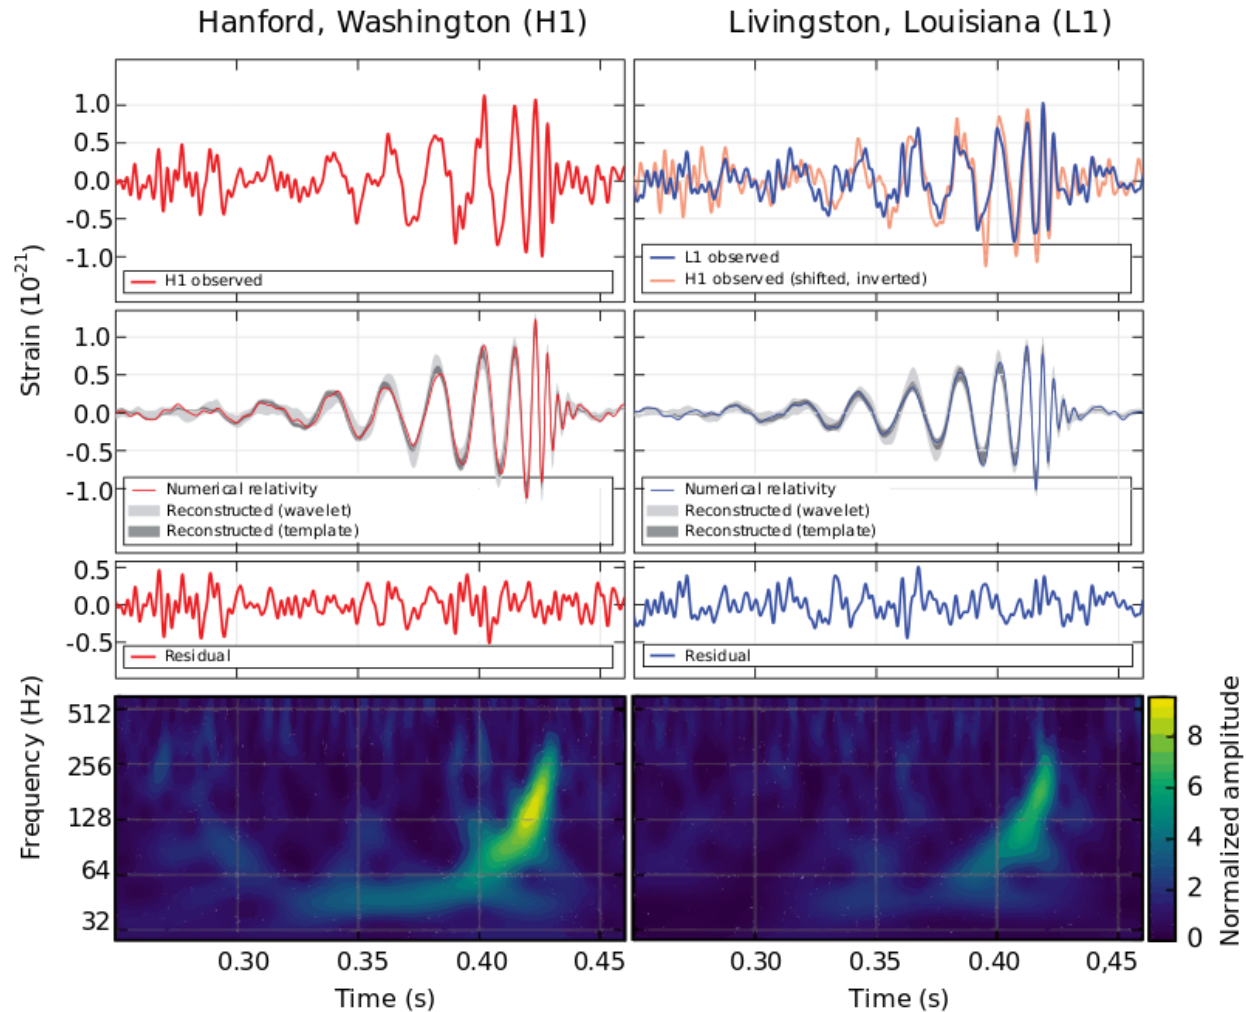 Hanford, Washington (H1)
Livingston, Louisiana (L1)
Strain (10⁻²¹)
1.0
0.5
0.0
-0.5
-1.0
H1 observed
L1 observed
H1 observed (shifted, inverted)
1.0
0.5
0.0
-0.5
-1.0
Numerical relativity
Reconstructed (wavelet)
Reconstructed (template)
Numerical relativity
Reconstructed (wavelet)
Reconstructed (template)
0.5
0.0
-0.5
Residual
Residual
Frequency (Hz)
512
256
128
64
32
0.30 0.35 0.40 0.45
Time (s)
0.30 0.35 0.40 0,45
Time (s)
8
6
4
2
0
Normalized amplitude